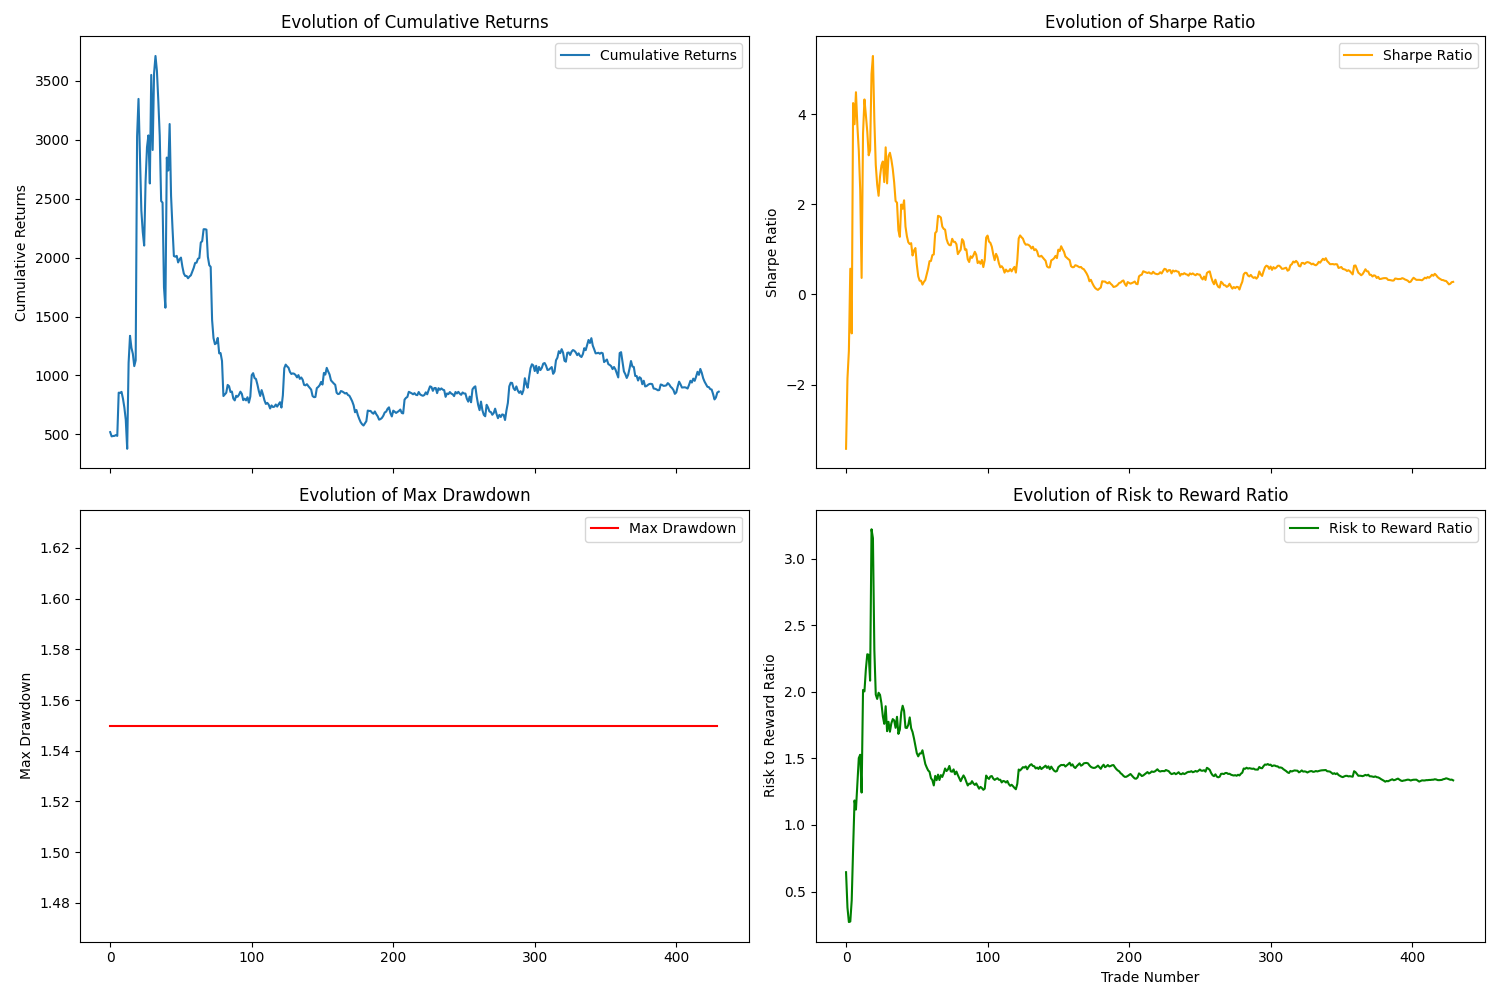 Evolution of Cumulative Returns
Cumulative Returns
3500
3000
2500
2000
1500
1000
500
Cumulative Returns
Evolution of Sharpe Ratio
Sharpe Ratio
4
2
0
−2
Sharpe Ratio
Evolution of Max Drawdown
Max Drawdown
1.62
1.60
1.58
1.56
1.54
1.52
1.50
1.48
Max Drawdown
0 100 200 300 400
Evolution of Risk to Reward Ratio
Risk to Reward Ratio
3.0
2.5
2.0
1.5
1.0
0.5
Risk to Reward Ratio
0 100 200 300 400
Trade Number